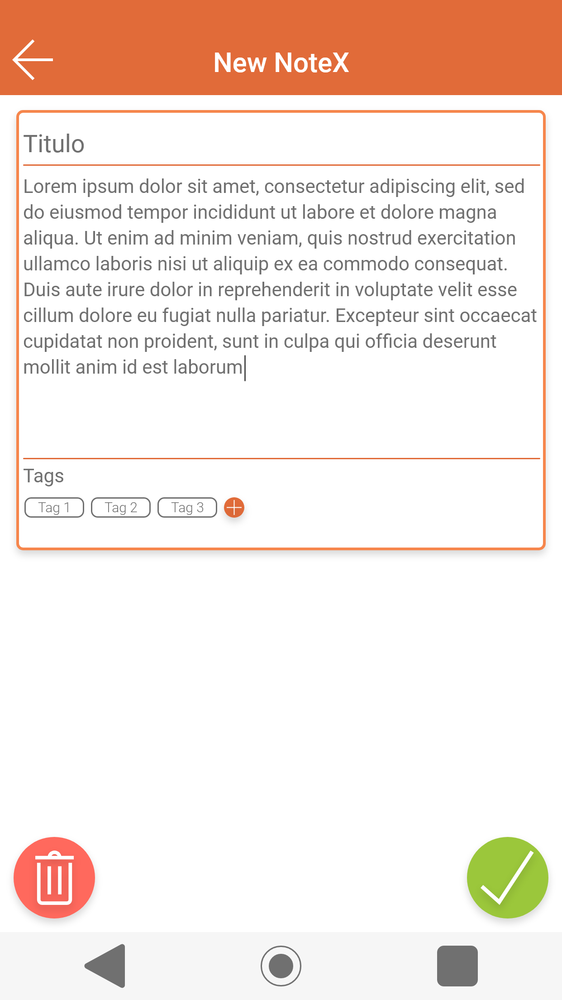 New NoteX
Titulo
Lorem ipsum dolor sit amet, consectetur adipiscing elit, sed
do eiusmod tempor incididunt ut labore et dolore magna
aliqua. Ut enim ad minim veniam, quis nostrud exercitation
ullamco laboris nisi ut aliquip ex ea commodo consequat.
Duis aute irure dolor in reprehenderit in voluptate velit esse
cillum dolore eu fugiat nulla pariatur. Excepteur sint occaecat
cupidatat non proident, sunt in culpa qui officia deserunt
mollit anim id est laborum
Tags
Tag 1 Tag 2 Tag 3